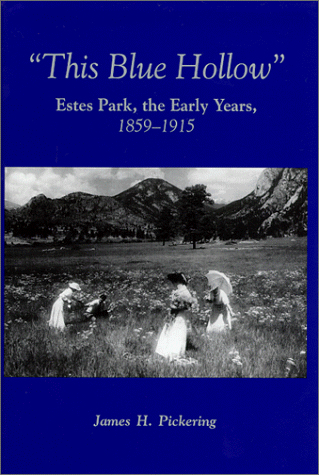 "This Blue Hollow"
Estes Park, the Early Years,
1859–1915
James H. Pickering